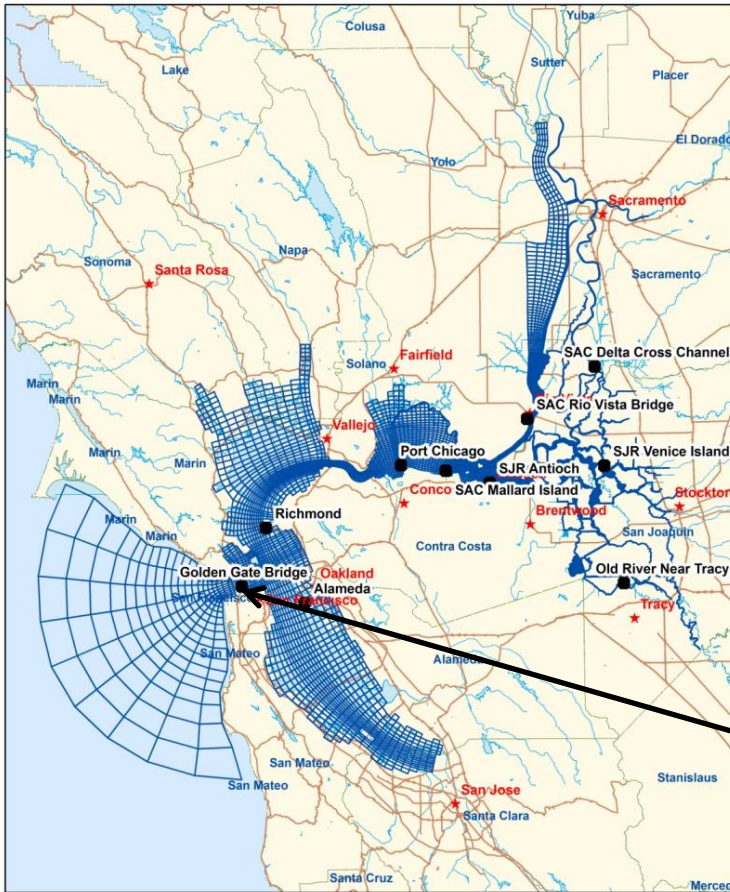 Yuba
Colusa
Sutter
Lake
Placer
El Dorado
Yolo
Sacramento
Napa
Sonoma
Santa Rosa
Sacramento
Solano
Fairfield
SAC Delta Cross Channel
Marin
Marin
SAC Rio Vista Bridge
Vallejo
Port Chicago
SJR Venice Island
Marin
SJR Antioch
Conco
SAC Mallard Island
Stockton
Marin
Richmond
Brentwood
San Joaquin
Marin
Contra Costa
Golden Gate Bridge
Oakland
Old River Near Tracy
Alameda
Tracy
San Mateo
Alameda
San Mateo
San Mateo
Stanislaus
San Jose
Santa Clara
Santa Cruz
Merced